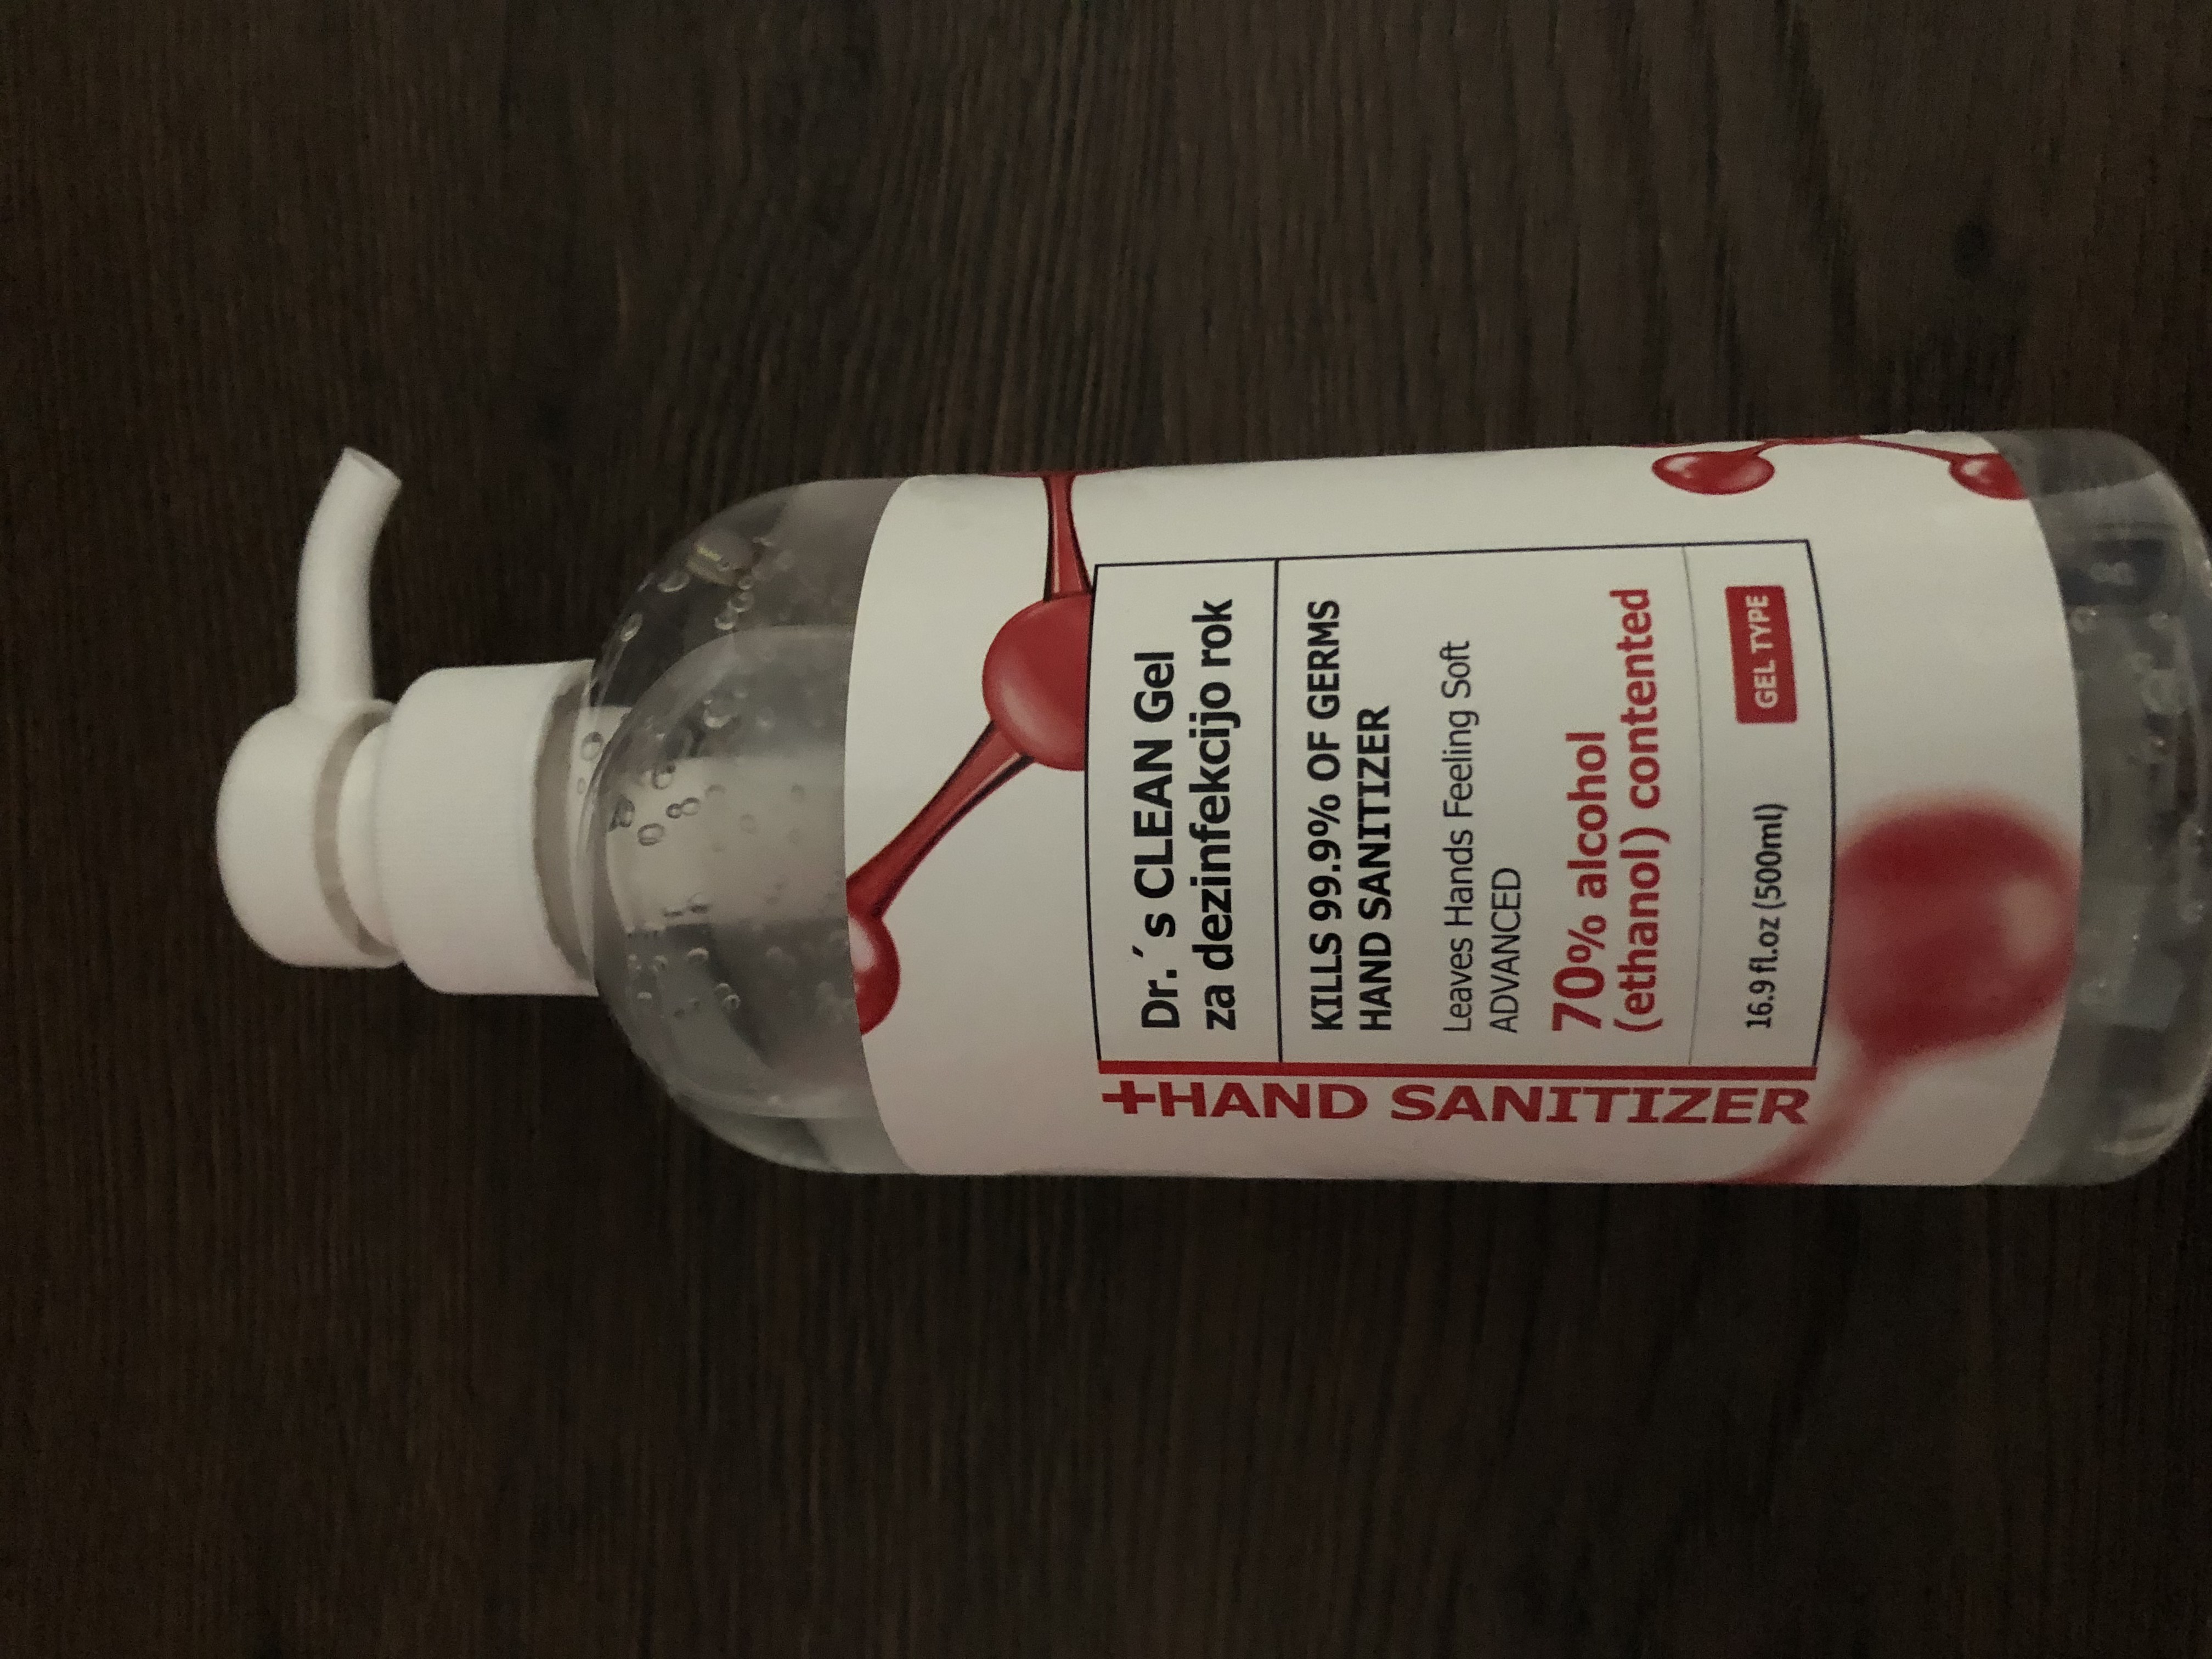 +HAND SANITIZER
Dr.´s CLEAN Gel
za dezinfekcijo rok
KILLS 99.9% OF GERMS
HAND SANITIZER
Leaves Hands Feeling Soft
ADVANCED
70% alcohol
(ethanol) contented
16.9 fl.oz (500ml)
GEL TYPE